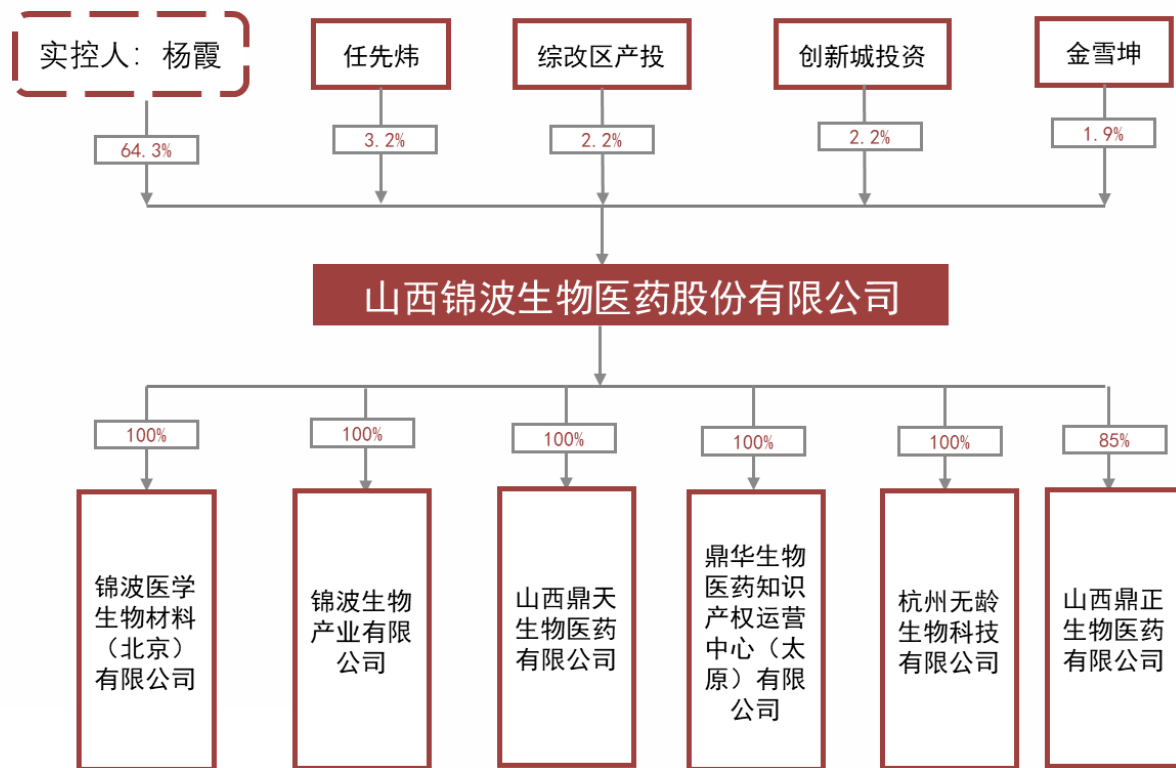 实控人: 杨霞
任先炜
综改区产投
创新城投资
金雪坤
64.3%
3.2%
2.2%
2.2%
1.9%
山西锦波生物医药股份有限公司
100%
100%
100%
100%
100%
85%
锦波医学
生物材料
（北京）
有限公司
锦波生物
产业有限
公司
山西鼎天
生物医药
有限公司
鼎华生物
医药知识
产权运营
中心（太
原）有限
公司
杭州无龄
生物科技
有限公司
山西鼎正
生物医药
有限公司